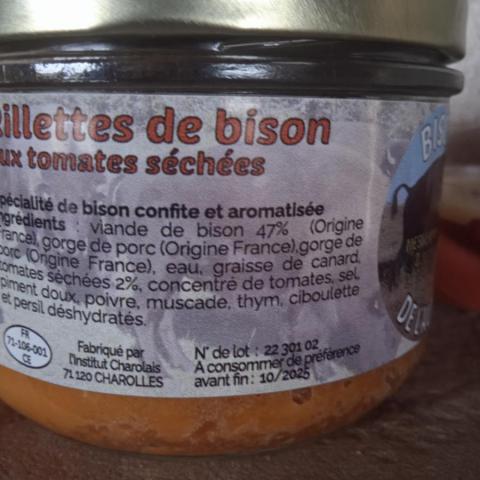 illettes de bison
ux tomates séchées
pécialité de bison confite et aromatisée
ngrédients : viande de bison 47% (Origine
rance), gorge de porc (Origine France),gorge de
orc (Origine France), eau, graisse de canard,
omates séchées 2%, concentré de tomates, sel,
piment doux, poivre, muscade, thym, ciboulette
et persil déshydratés.
FR
71-106-001
CE
Fabriqué par
l'Institut Charolais
71 120 CHAROLLES
N° de lot : 22 301 02
A consommer de préférence
avant fin : 10/2025
BIS
DE L'